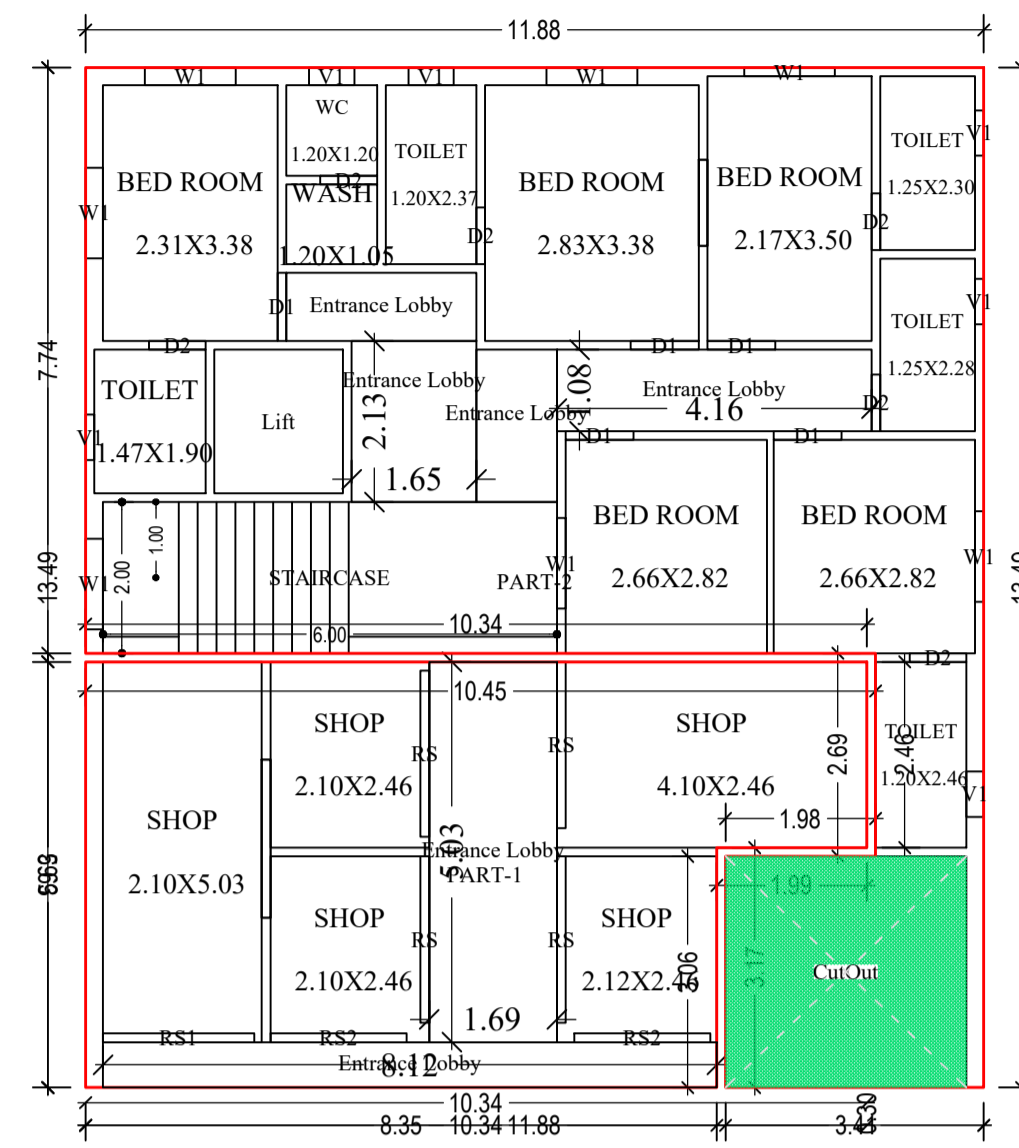 11.88
W1
V1
V1
W1
W1
WC
1.20X1.20
D2
WASH
1.20X1.05
TOILET
1.20X2.37
BED ROOM
2.31X3.38
W1
D2
BED ROOM
2.83X3.38
BED ROOM
2.17X3.50
TOILET
1.25X2.30
V1
D2
D1
Entrance Lobby
TOILET
1.25X2.28
V1
D2
7.74
D2
TOILET
1.47X1.90
V1
Lift
Entrance Lobby
2.13
1.65
Entrance Lobby
1.08
D1
D1
Entrance Lobby
4.16
D1
D1
BED ROOM
2.66X2.82
BED ROOM
2.66X2.82
W1
W1
13.49
13.49
W1
2.00
1.00
STAIRCASE
PART-2
6.00
10.34
10.45
D2
SHOP
2.10X2.46
RS
RS
SHOP
4.10X2.46
2.69
2.46
TOILET
1.20X2.46
V1
1.98
SHOP
2.10X5.03
5.03
Entrance Lobby
PART-1
1.99
SHOP
2.10X2.46
RS
RS
SHOP
2.12X2.46
3.06
3.17
CutOut
1.69
RS1
RS2
RS2
Entrance Lobby
8.12
10.34
8.35
10.34
11.88